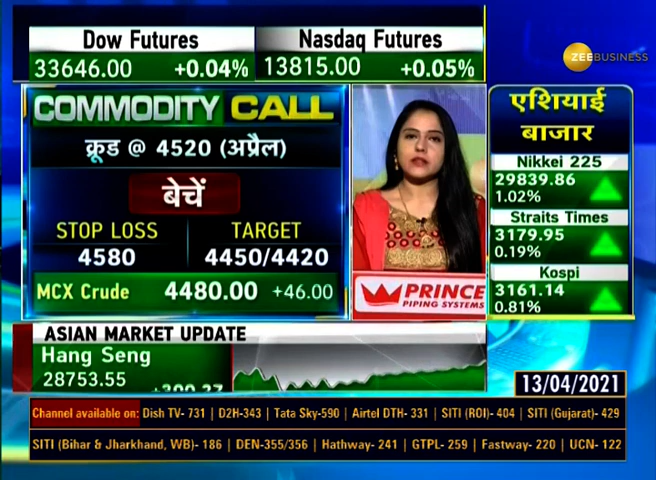 Dow Futures
33646.00 +0.04%
Nasdaq Futures
13815.00 +0.05%
ZEE BUSINESS
COMMODITY CALL
क्रूड @ 4520 (अप्रैल)
बेचें
STOP LOSS
4580
TARGET
4450/4420
MCX Crude 4480.00 +46.00
PRINCE
PIPING SYSTEMS
एशियाई
बाजार
Nikkei 225
29839.86
1.02%
Straits Times
3179.95
0.19%
Kospi
3161.14
0.81%
ASIAN MARKET UPDATE
Hang Seng
28753.55
13/04/2021
Channel available on: Dish TV- 731 | D2H-343 | Tata Sky-590 | Airtel DTH- 331 | SITI (ROI)- 404 | SITI (Gujarat)- 429
SITI (Bihar & Jharkhand, WB)- 186 | DEN-355/356 | Hathway- 241 | GTPL- 259 | Fastway- 220 | UCN- 122